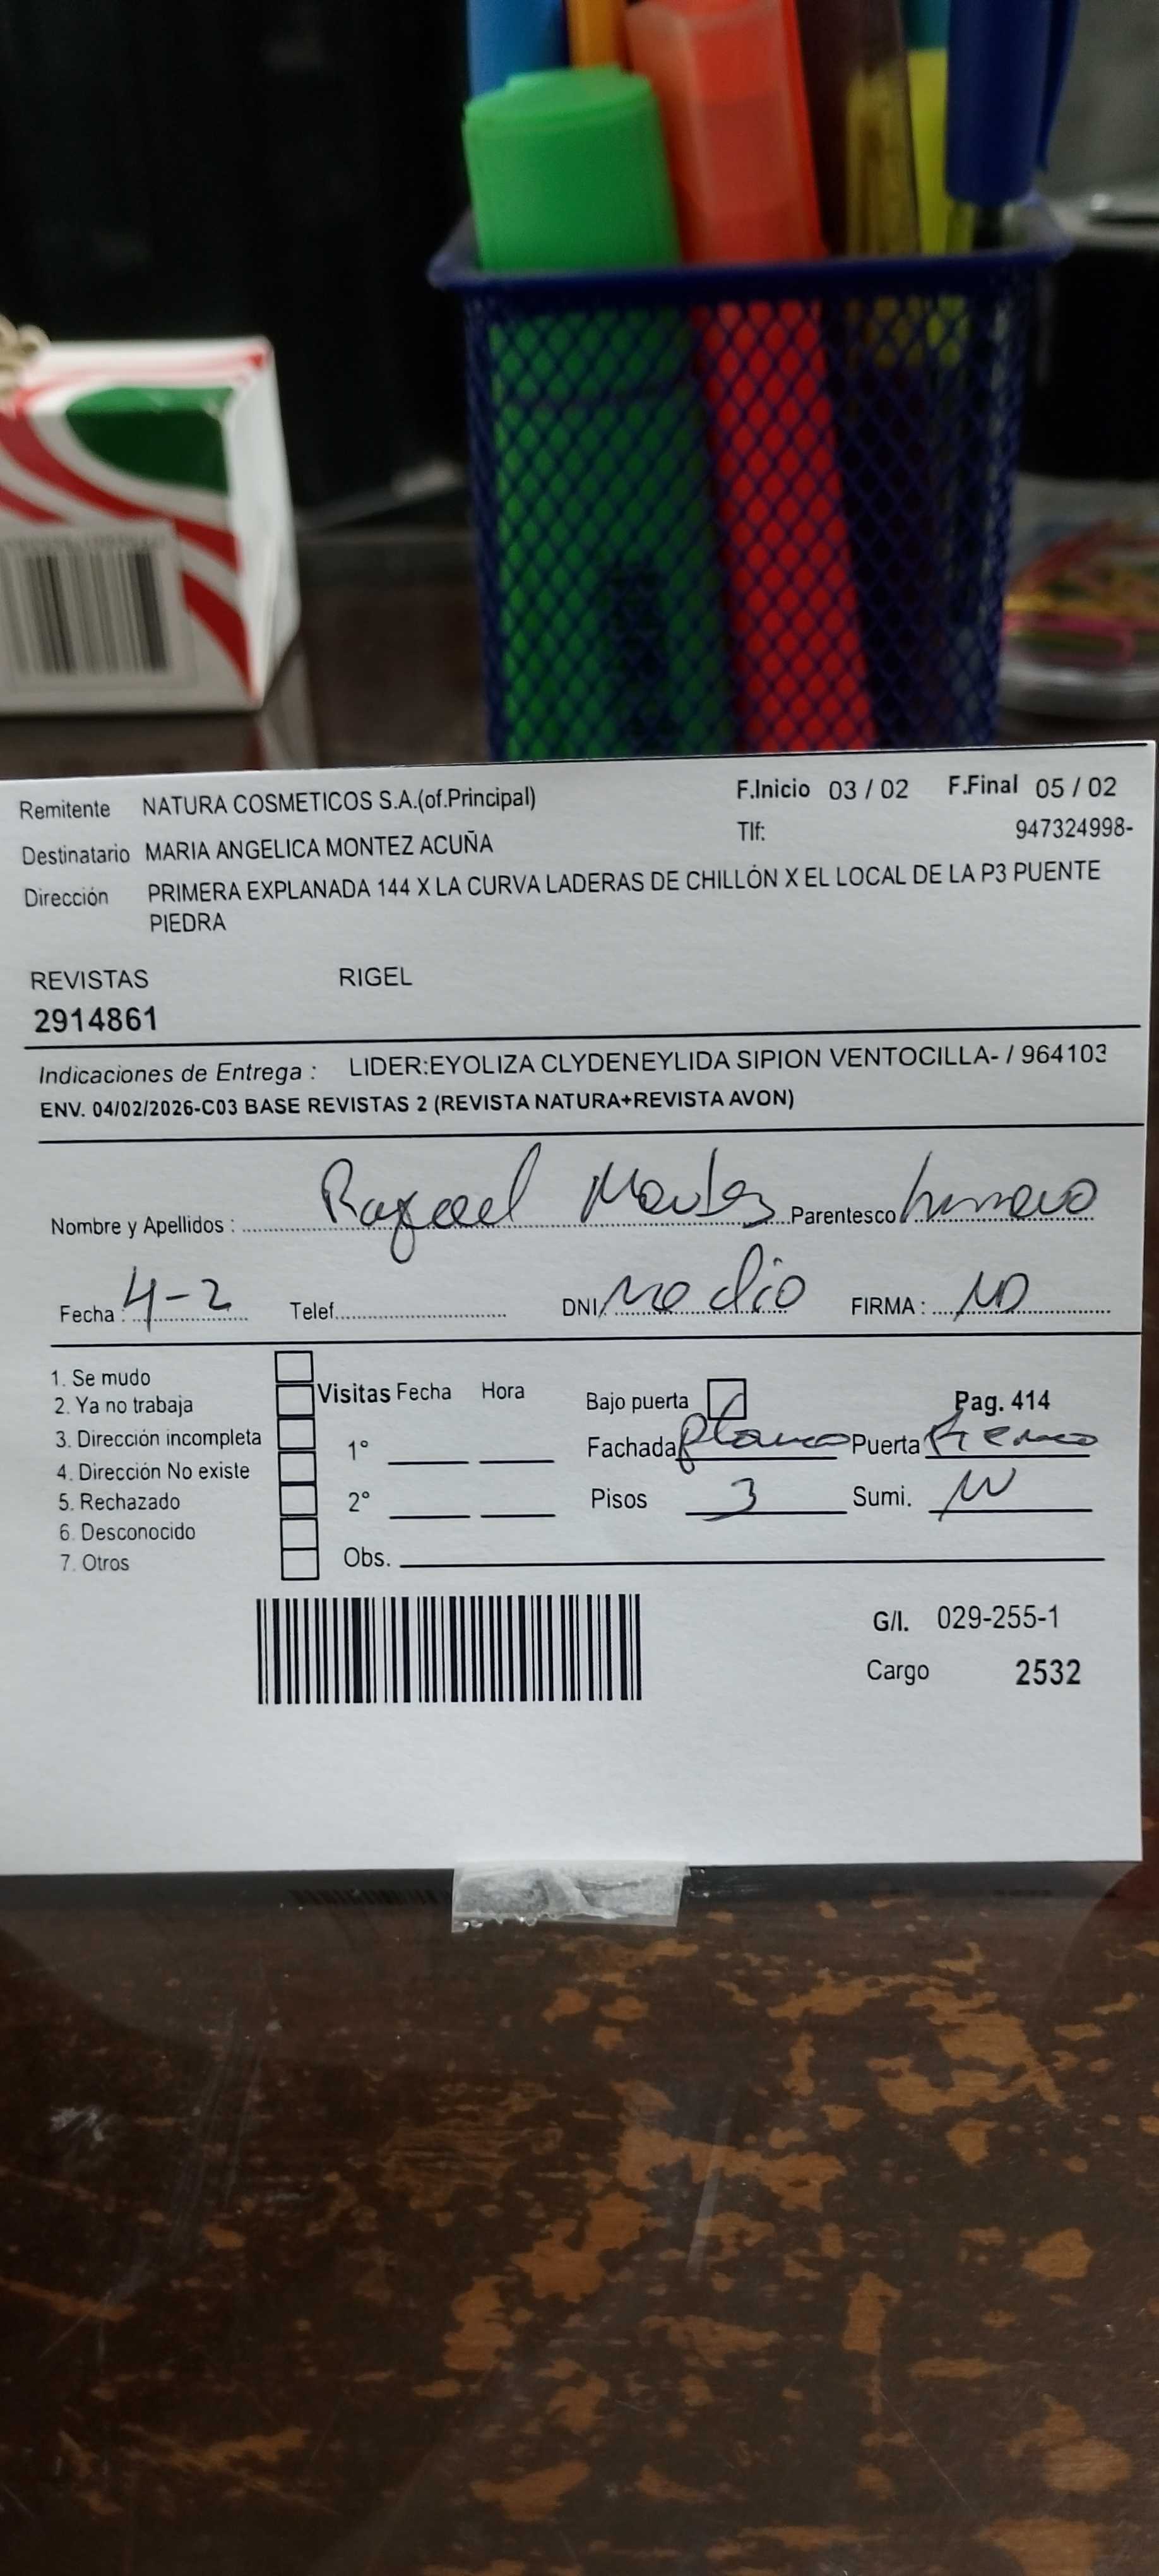 Remitente NATURA COSMETICOS S.A.(of.Principal) F.Inicio 03 / 02 F.Final 05 / 02
Destinatario MARIA ANGELICA MONTEZ ACUÑA Tlf: 947324998-
Dirección PRIMERA EXPLANADA 144 X LA CURVA LADERAS DE CHILLÓN X EL LOCAL DE LA P3 PUENTE
PIEDRA
REVISTAS RIGEL
2914861
Indicaciones de Entrega : LIDER:EYOLIZA CLYDENEYLIDA SIPION VENTOCILLA- / 964103
ENV. 04/02/2026-C03 BASE REVISTAS 2 (REVISTA NATURA+REVISTA AVON)
Nombre y Apellidos : Rafael Parentesco
Fecha : 4-2 Telef. DNI/ no dio FIRMA : ND
1. Se mudo
2. Ya no trabaja Visitas Fecha Hora Bajo puerta Pag. 414
3. Dirección incompleta 1° Fachada Blanco Puerta
4. Dirección No existe
5. Rechazado 2° Pisos 3 Sumi.
6. Desconocido
7. Otros Obs.
G/I. 029-255-1
Cargo 2532